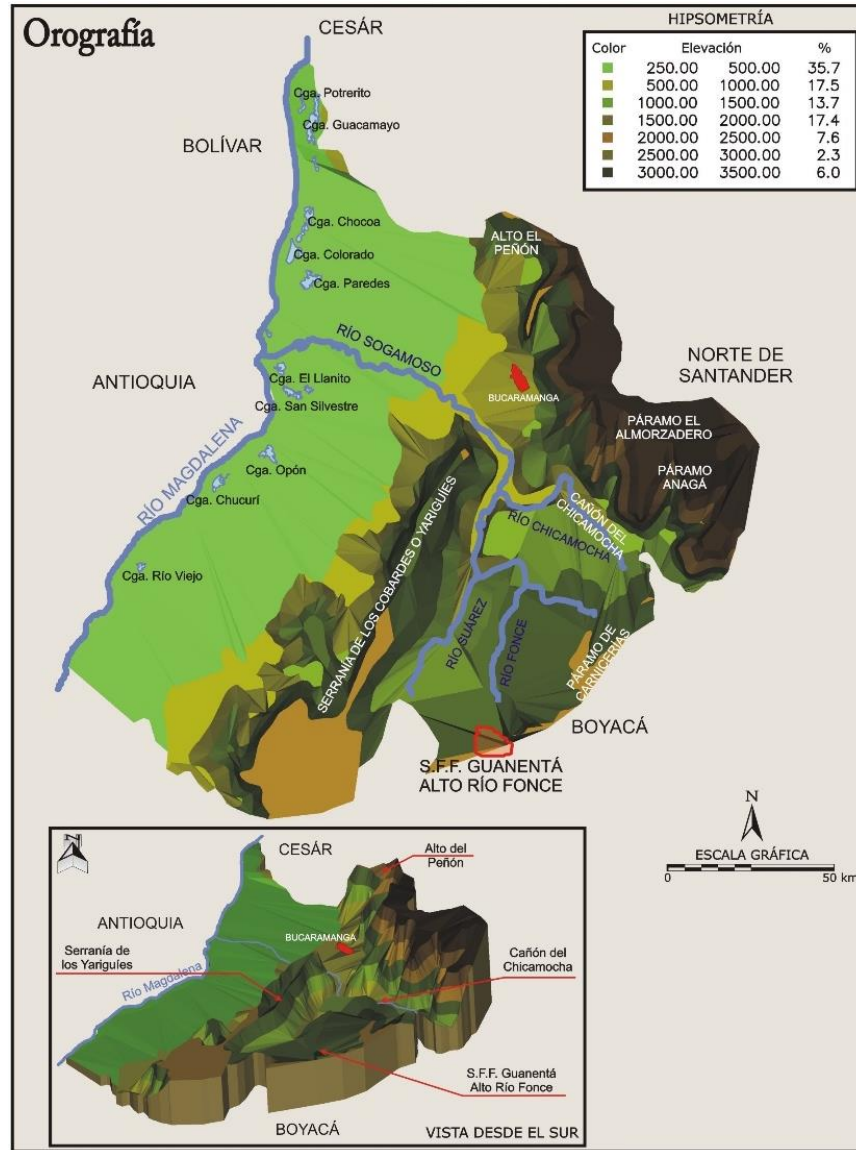 Orografía
CESÁR
HIPSOMETRÍA
Color Elevación %
250.00 500.00 35.7
500.00 1000.00 17.5
1000.00 1500.00 13.7
1500.00 2000.00 17.4
2000.00 2500.00 7.6
2500.00 3000.00 2.3
3000.00 3500.00 6.0
Cga. Potrerito
Cga. Guacamayo
BOLÍVAR
Cga. Chocoa
Cga. Colorado
Cga. Paredes
ALTO EL
PEÑÓN
RÍO SOGAMOSO
NORTE DE
SANTANDER
ANTIOQUIA
Cga. El Llanito
Cga. San Silvestre
BUCARAMANGA
PÁRAMO EL
ALMORZADERO
PÁRAMO
ANAGÁ
RÍO MAGDALENA
Cga. Opón
Cga. Chucurí
Cga. Río Viejo
SERRANÍA DE LOS COBARDES O YARIGUÍES
CAÑÓN DEL
CHICAMOCHA
RÍO CHICAMOCHA
RÍO SUÁREZ
RÍO FONCE
PÁRAMO DE
CARNICERÍAS
BOYACÁ
S.F.F. GUANENTÁ
ALTO RÍO FONCE
N
ESCALA GRÁFICA
0 50 km
N
CESÁR
Alto del
Peñón
ANTIOQUIA
BUCARAMANGA
Serranía de
los Yariguíes
Cañón del
Chicamocha
Río Magdalena
S.F.F. Guanentá
Alto Río Fonce
BOYACÁ
VISTA DESDE EL SUR